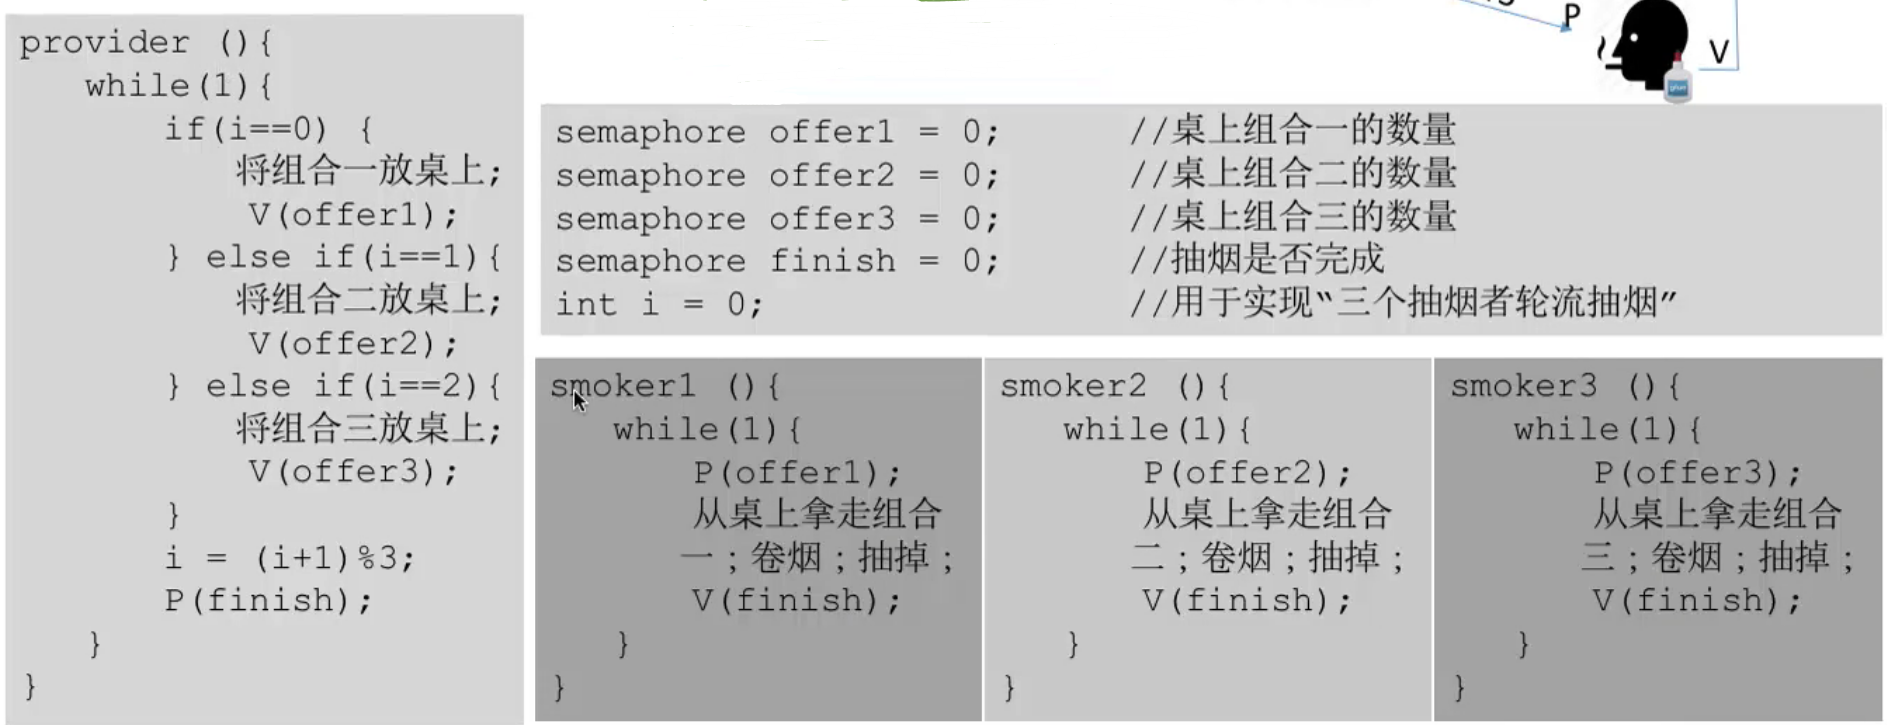 P
V
provider (){
while(1){
if(i==0) {
将组合一放桌上;
V(offer1);
} else if(i==1){
将组合二放桌上;
V(offer2);
} else if(i==2){
将组合三放桌上;
V(offer3);
}
i = (i+1)%3;
P(finish);
}
}
semaphore offer1 = 0; //桌上组合一的数量
semaphore offer2 = 0; //桌上组合二的数量
semaphore offer3 = 0; //桌上组合三的数量
semaphore finish = 0; //抽烟是否完成
int i = 0; //用于实现“三个抽烟者轮流抽烟”
smoker1 (){
while(1){
P(offer1);
从桌上拿走组合
一；卷烟；抽掉；
V(finish);
}
}
smoker2 (){
while(1){
P(offer2);
从桌上拿走组合
二；卷烟；抽掉；
V(finish);
}
}
smoker3 (){
while(1){
P(offer3);
从桌上拿走组合
三；卷烟；抽掉；
V(finish);
}
}